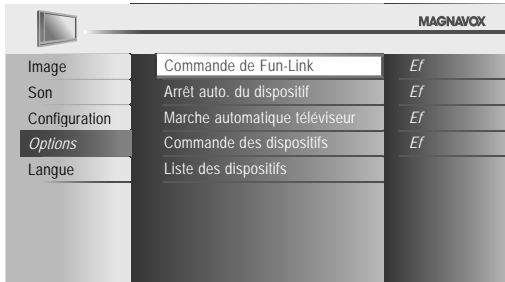 MAGNAVOX
Image
Commande de Fun-Link Ef
Son
Arrêt auto. du dispositif Ef
Configuration
Marche automatique téléviseur Ef
Options
Commande des dispositifs Ef
Langue
Liste des dispositifs